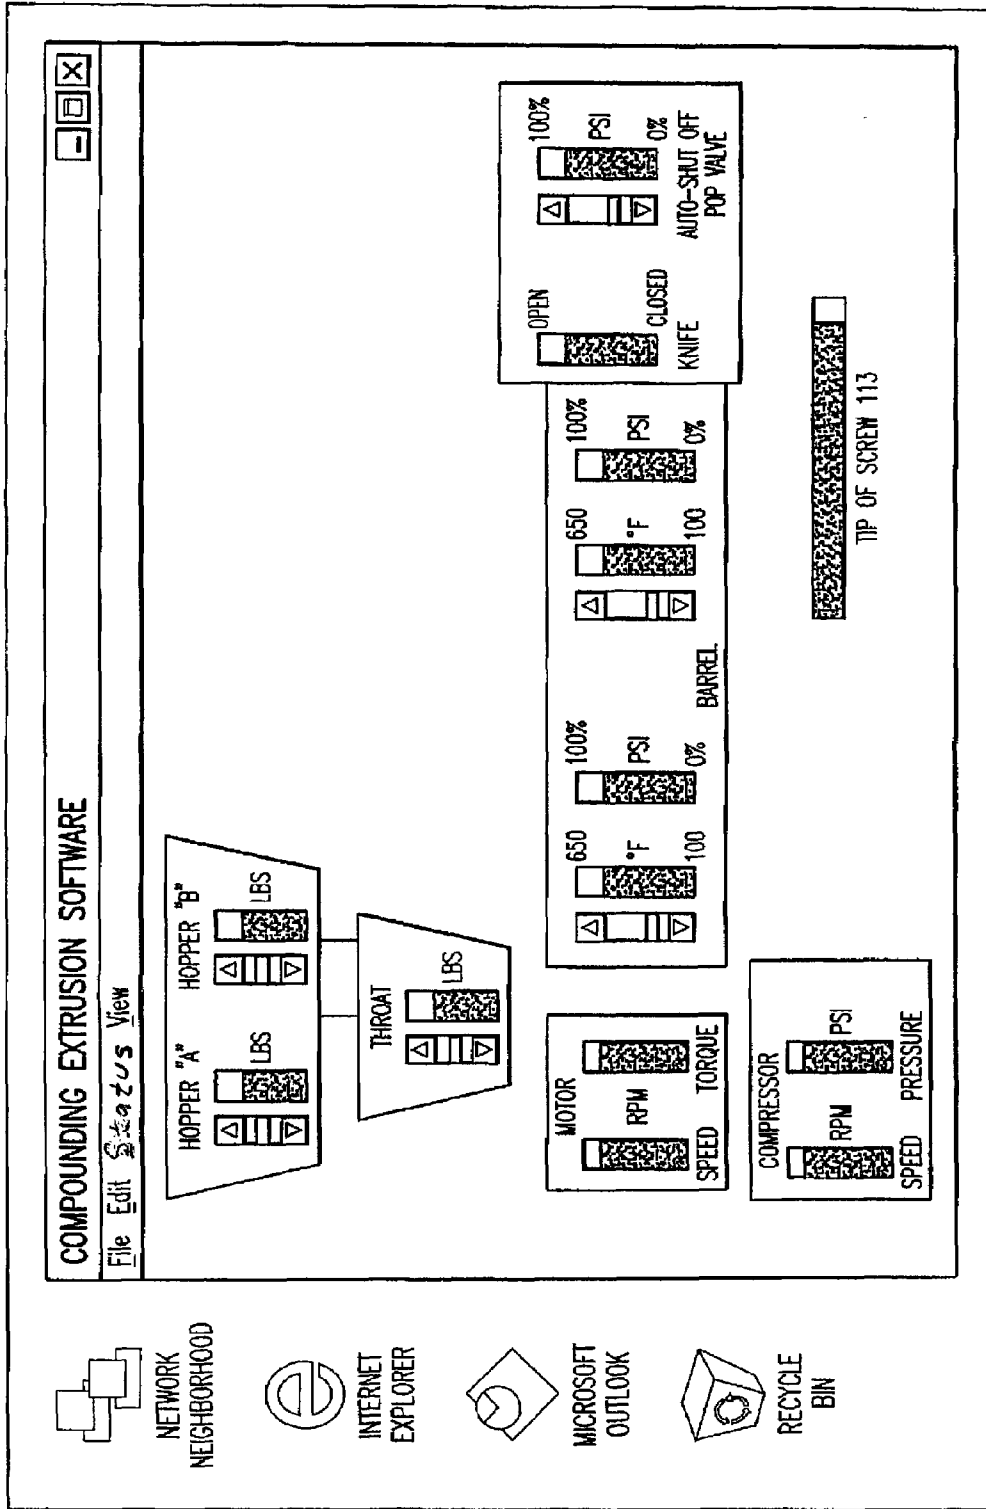 COMPOUNDING EXTRUSION SOFTWARE
File Edit Status View
NETWORK
NEIGHBORHOOD
INTERNET
EXPLORER
MICROSOFT
OUTLOOK
RECYCLE
BIN
HOPPER "A"
LBS
HOPPER "B"
LBS
THROAT
LBS
MOTOR
RPM
SPEED TORQUE
COMPRESSOR
RPM
PSI
SPEED PRESSURE
650
°F
100
100%
PSI
0%
BARREL
650
°F
100
100%
PSI
0%
OPEN
CLOSED
KNIFE
100%
PSI
0%
AUTO-SHUT OFF
POP VALVE
TIP OF SCREW 113